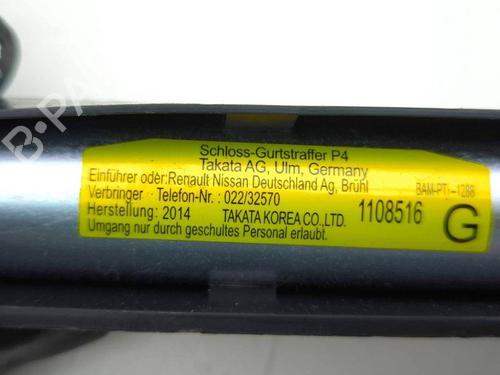 Schloss-Gurtstraffer P4
Takata AG, Ulm, Germany
Einführer oder:Renault Nissan Deutschland Ag, Brühl
BAM-PT1-1288
Verbringer Telefon-Nr.: 022/32570
Herstellung: 2014 TAKATA KOREA CO.,LTD. 1108516 G
Umgang nur durch geschultes Personal erlaubt.
B-PARTS